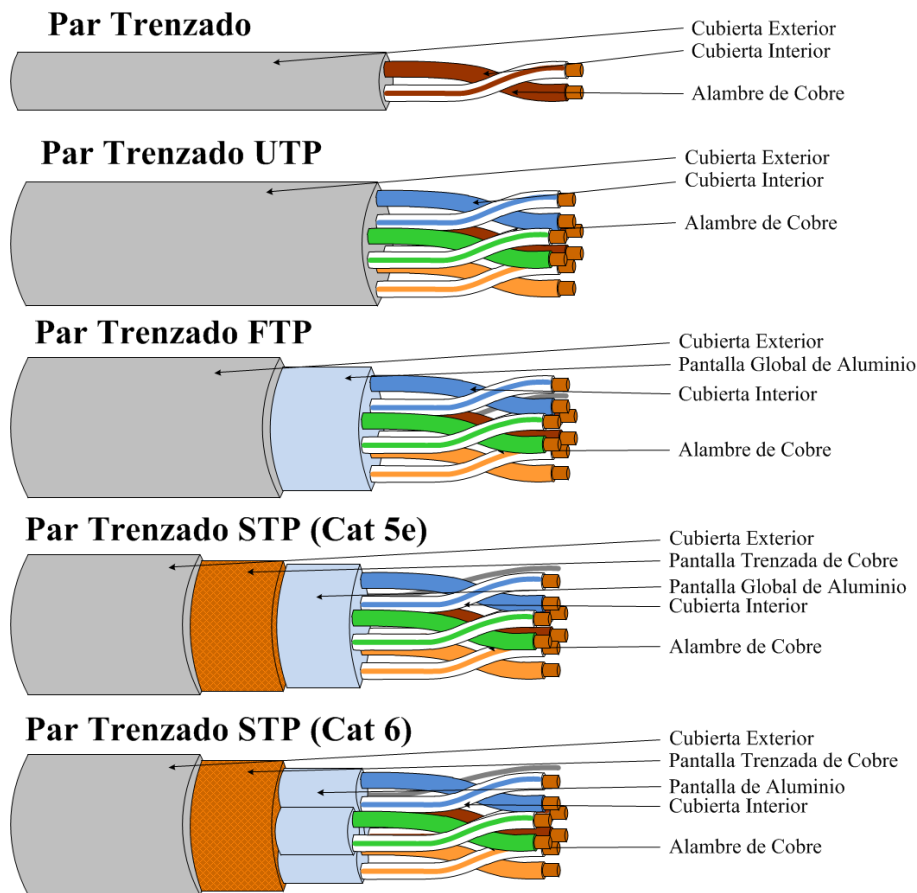 Par Trenzado
Cubierta Exterior
Cubierta Interior
Alambre de Cobre
Par Trenzado UTP
Cubierta Exterior
Cubierta Interior
Alambre de Cobre
Par Trenzado FTP
Cubierta Exterior
Pantalla Global de Aluminio
Cubierta Interior
Alambre de Cobre
Par Trenzado STP (Cat 5e)
Cubierta Exterior
Pantalla Trenzada de Cobre
Pantalla Global de Aluminio
Cubierta Interior
Alambre de Cobre
Par Trenzado STP (Cat 6)
Cubierta Exterior
Pantalla Trenzada de Cobre
Pantalla de Aluminio
Cubierta Interior
Alambre de Cobre